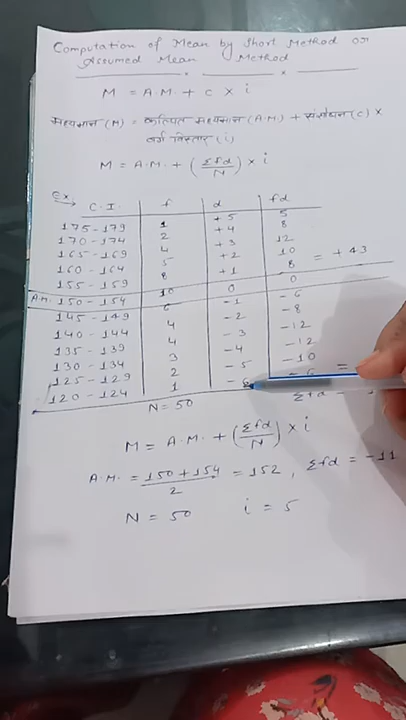 Computation of Mean by Short Method or
Assumed Mean Method
M = A.M. + C × i
मध्यमान (M) = कल्पित मध्यमान (A.M.) + संशोधन (C) ×
वर्ग विस्तार (i)
M = A.M. + (Σfd/N) × i
Ex. C.I. f d fd
175-179 1 +5 5
170-174 2 +4 8
165-169 4 +3 12
160-164 5 +2 10 = +43
155-159 8 +1 8
A.M. 150-154 10 0 0
145-149 6 -1 -6
140-144 4 -2 -8
135-139 4 -3 -12
130-134 3 -4 -12
125-129 2 -5 -10
120-124 1 -6 -6 =
N = 50 Σfd
M = A.M. + (Σfd/N) × i
A.M. = 150+154/2 = 152, Σfd = -11
N = 50 i = 5